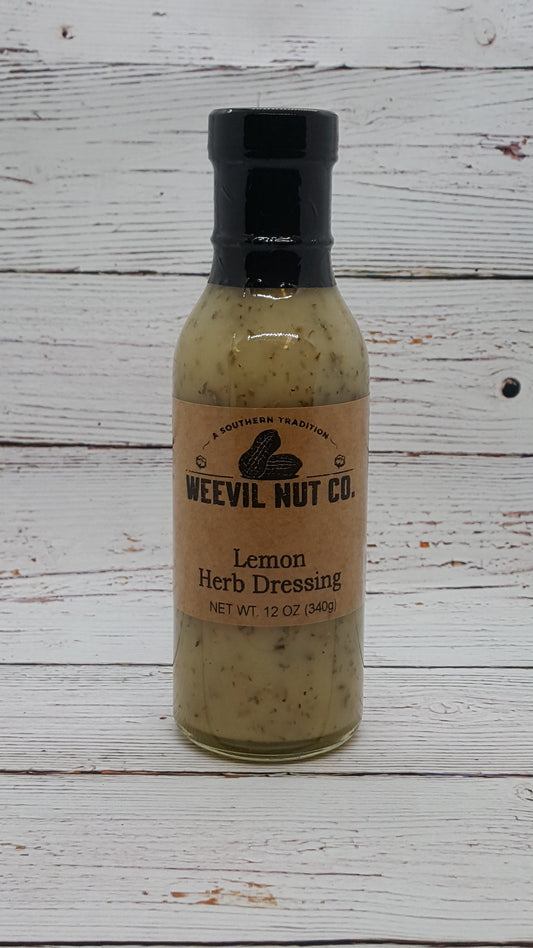 A SOUTHERN TRADITION
WEEVIL NUT CO.
Lemon
Herb Dressing
NET WT. 12 OZ (340g)